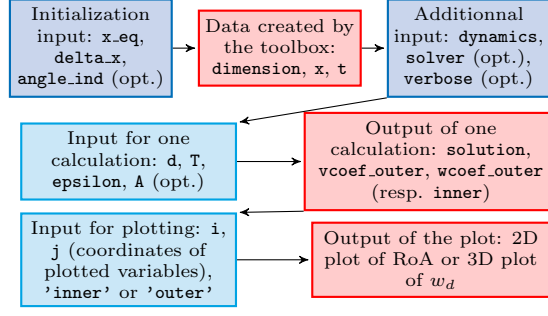 Initialization
input: x_eq,
delta_x,
angle_ind (opt.)
Data created by
the toolbox:
dimension, x, t
Additionnal
input: dynamics,
solver (opt.),
verbose (opt.)
Input for one
calculation: d, T,
epsilon, A (opt.)
Output of one
calculation: solution,
vcoef_outer, wcoef_outer
(resp. inner)
Input for plotting: i,
j (coordinates of
plotted variables),
'inner' or 'outer'
Output of the plot: 2D
plot of RoA or 3D plot
of w_d